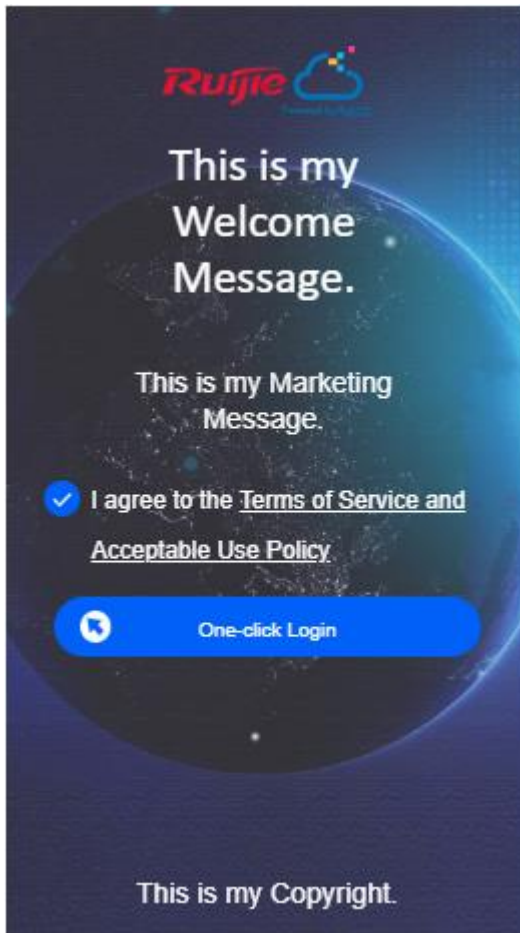 Ruijie
This is my
Welcome
Message.
This is my Marketing
Message.
I agree to the Terms of Service and
Acceptable Use Policy
One-click Login
This is my Copyright.